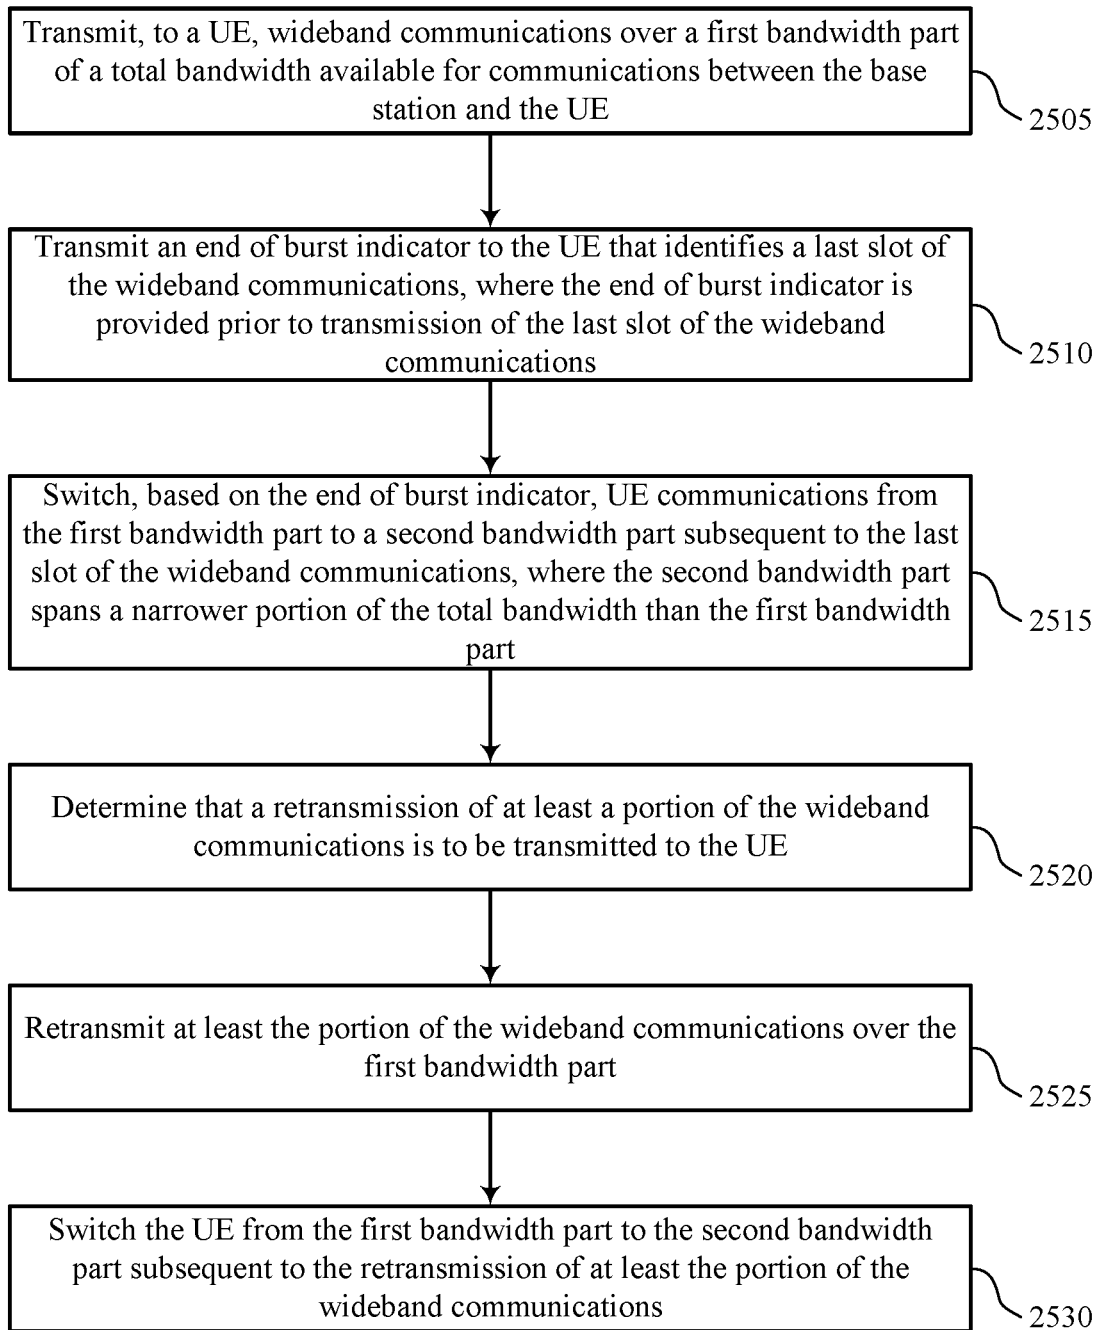 Transmit, to a UE, wideband communications over a first bandwidth part
of a total bandwidth available for communications between the base
station and the UE
2505
Transmit an end of burst indicator to the UE that identifies a last slot of
the wideband communications, where the end of burst indicator is
provided prior to transmission of the last slot of the wideband
communications
2510
Switch, based on the end of burst indicator, UE communications from
the first bandwidth part to a second bandwidth part subsequent to the last
slot of the wideband communications, where the second bandwidth part
spans a narrower portion of the total bandwidth than the first bandwidth
part
2515
Determine that a retransmission of at least a portion of the wideband
communications is to be transmitted to the UE
2520
Retransmit at least the portion of the wideband communications over the
first bandwidth part
2525
Switch the UE from the first bandwidth part to the second bandwidth
part subsequent to the retransmission of at least the portion of the
wideband communications
2530